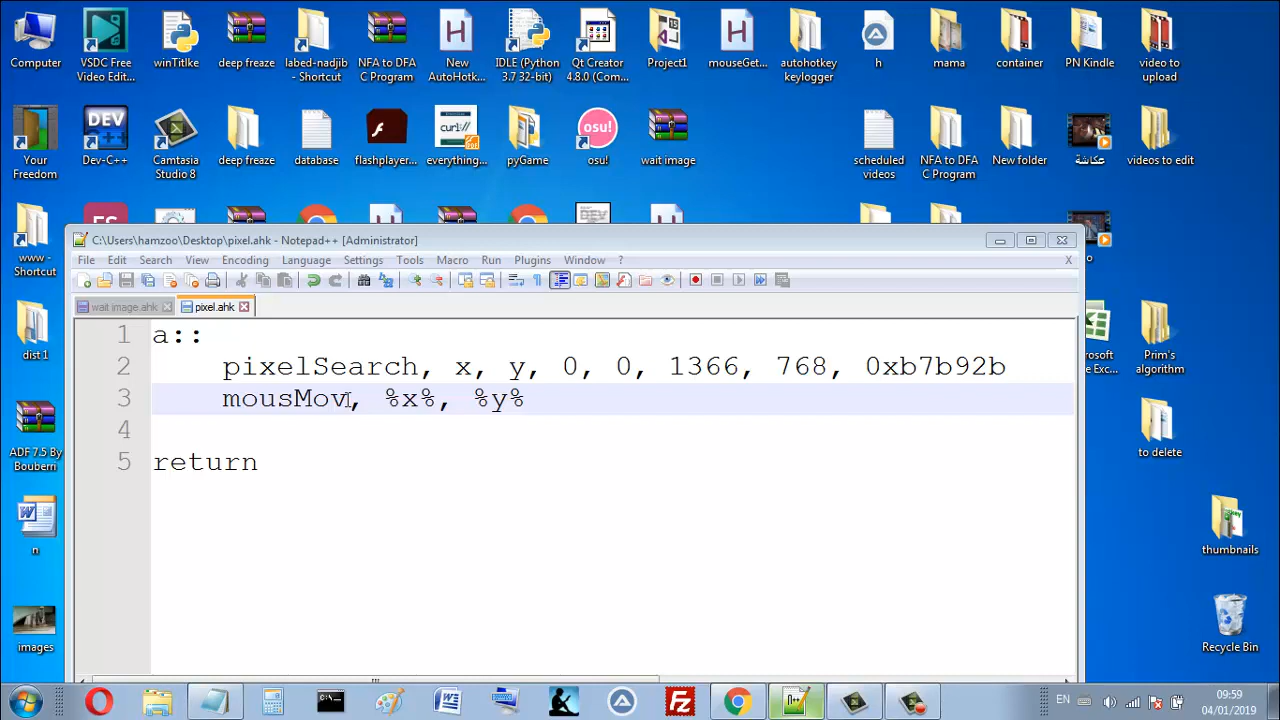 Computer
VSDC Free Video Edit...
winTitlke
deep freaze
labed-nadjib - Shortcut
NFA to DFA C Program
New AutoHotk...
IDLE (Python 3.7 32-bit)
Qt Creator 4.8.0 (Com...
Project1
mouseGet...
autohotkey keylogger
h
mama
container
PN Kindle
video to upload
Your Freedom
DEV
Dev-C++
Camtasia Studio 8
deep freaze
database
flashplayer...
curl://
everything...
pyGame
osu!
osu!
wait image
scheduled videos
NFA to DFA C Program
New folder
عكاشة
videos to edit
www - Shortcut
C:\Users\hamzoo\Desktop\pixel.ahk - Notepad++ [Administrator]
File Edit Search View Encoding Language Settings Tools Macro Run Plugins Window ?
X
wait image.ahk
pixel.ahk
1 a::
2 pixelSearch, x, y, 0, 0, 1366, 768, 0xb7b92b
3 mousMov, %x%, %y%
4
5 return
dist 1
ADF 7.5 By Boubern
n
images
Prim's algorithm
to delete
thumbnails
Recycle Bin
EN
09:59
04/01/2019